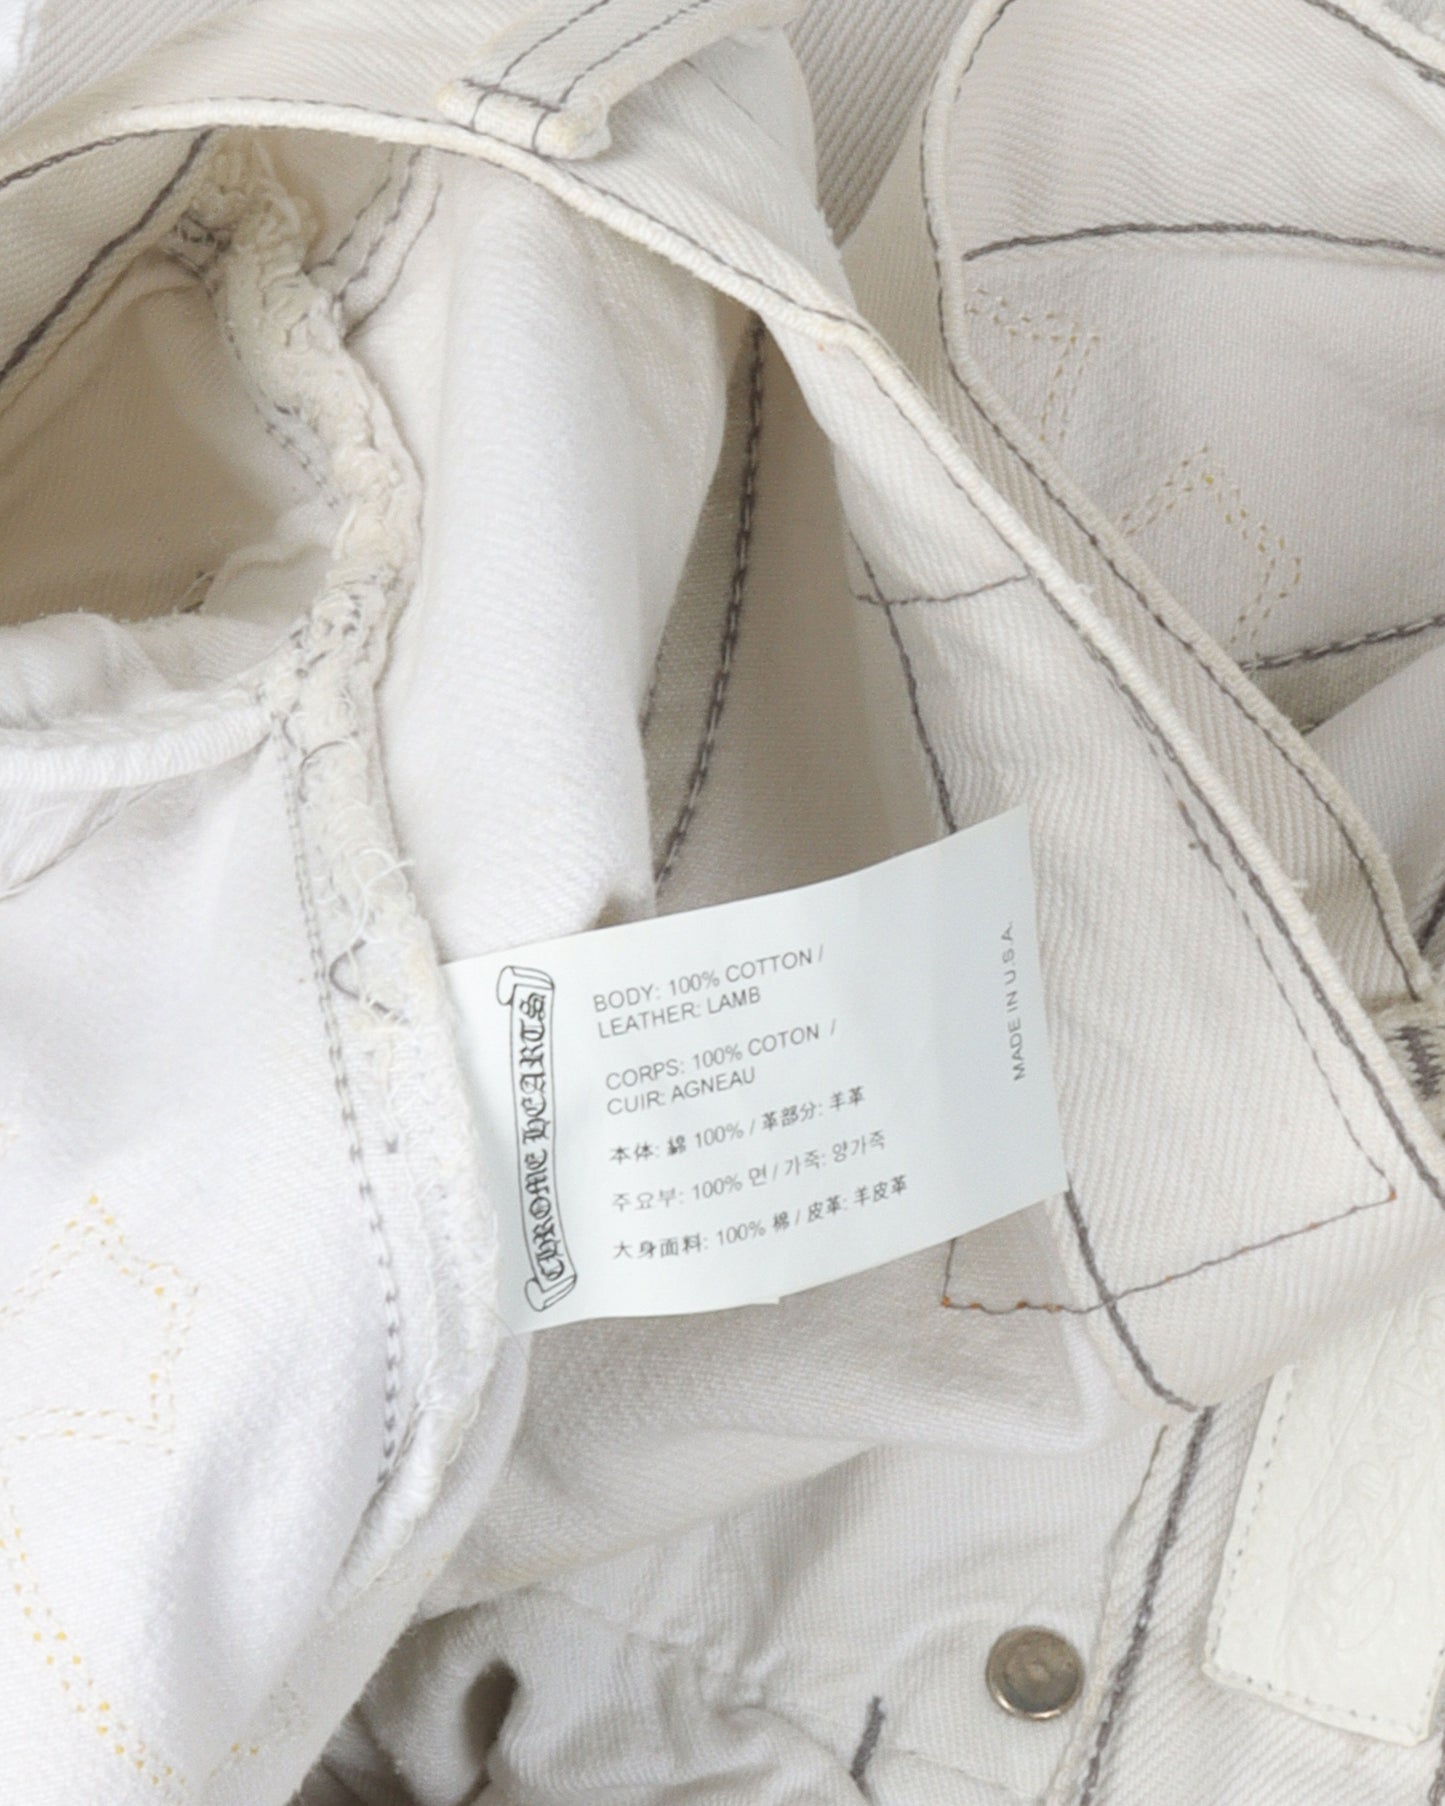 CHROME HEARTS
BODY: 100% COTTON /
LEATHER: LAMB
CORPS: 100% COTON /
CUIR: AGNEAU
本体: 綿 100% / 革部分: 羊革
주요부: 100% 면 / 가죽: 양가죽
大身面料: 100% 棉 / 皮革: 羊皮革
MADE IN U.S.A.